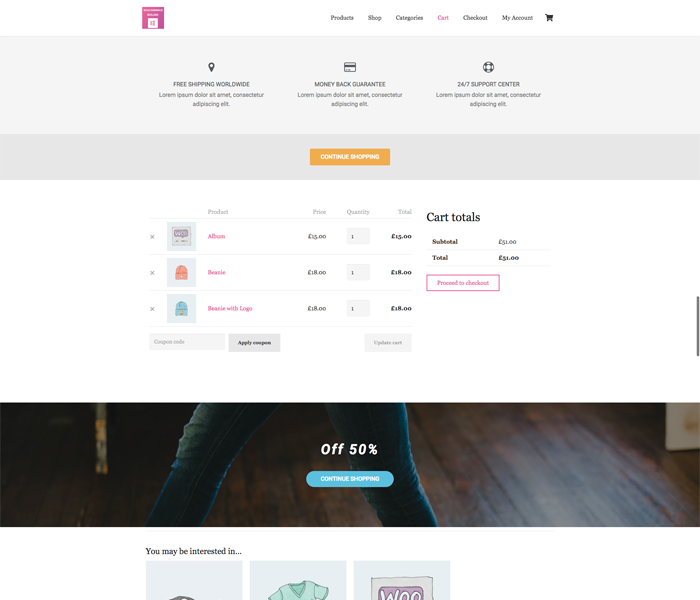 Products Shop Categories Cart Checkout My Account
FREE SHIPPING WORLDWIDE
Lorem ipsum dolor sit amet, consectetur
adipiscing elit.
MONEY BACK GUARANTEE
Lorem ipsum dolor sit amet, consectetur
adipiscing elit.
24/7 SUPPORT CENTER
Lorem ipsum dolor sit amet, consectetur
adipiscing elit.
CONTINUE SHOPPING
Product Price Quantity Total
× Album £15.00 1 £15.00
× Beanie £18.00 1 £18.00
× Beanie with Logo £18.00 1 £18.00
Coupon code Apply coupon Update cart
Cart totals
Subtotal £51.00
Total £51.00
Proceed to checkout
Off 50%
CONTINUE SHOPPING
You may be interested in...
WOO